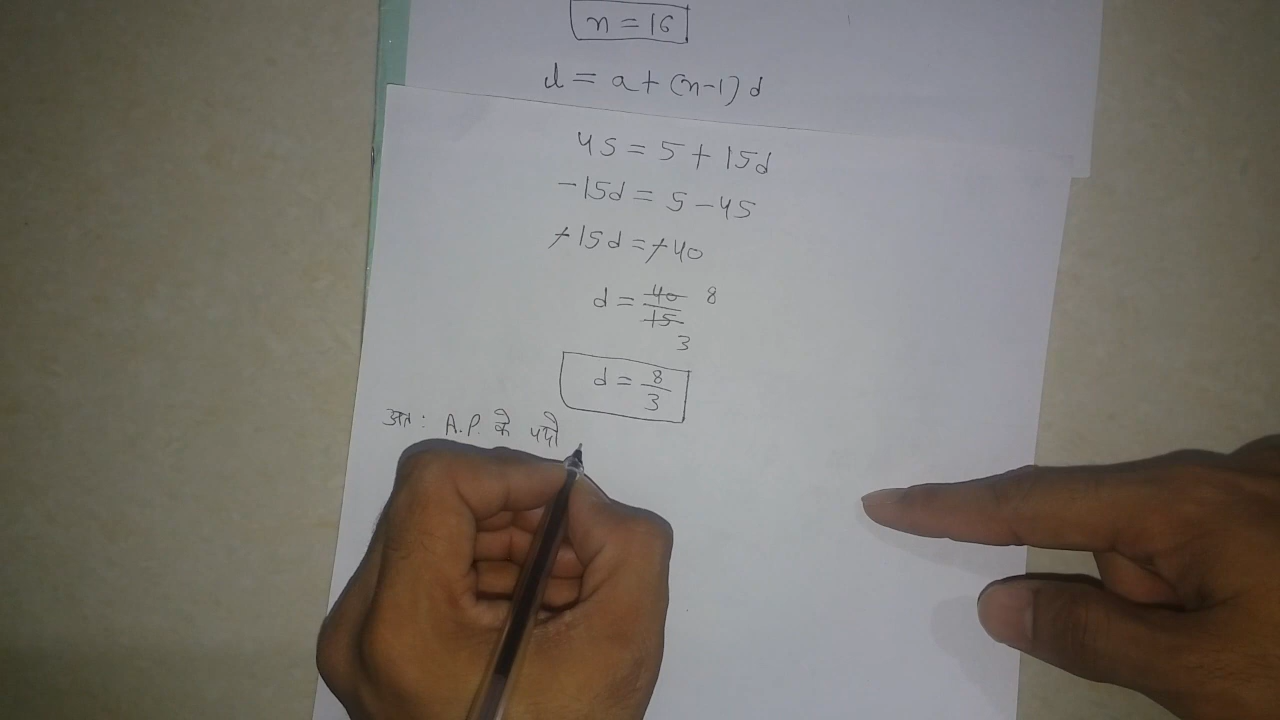 n = 16
l = a + (n-1) d
45 = 5 + 15d
-15d = 5 - 45
-15d = -40
d = 40/15 8/3
d = 8/3
अतः A.P. के पदों